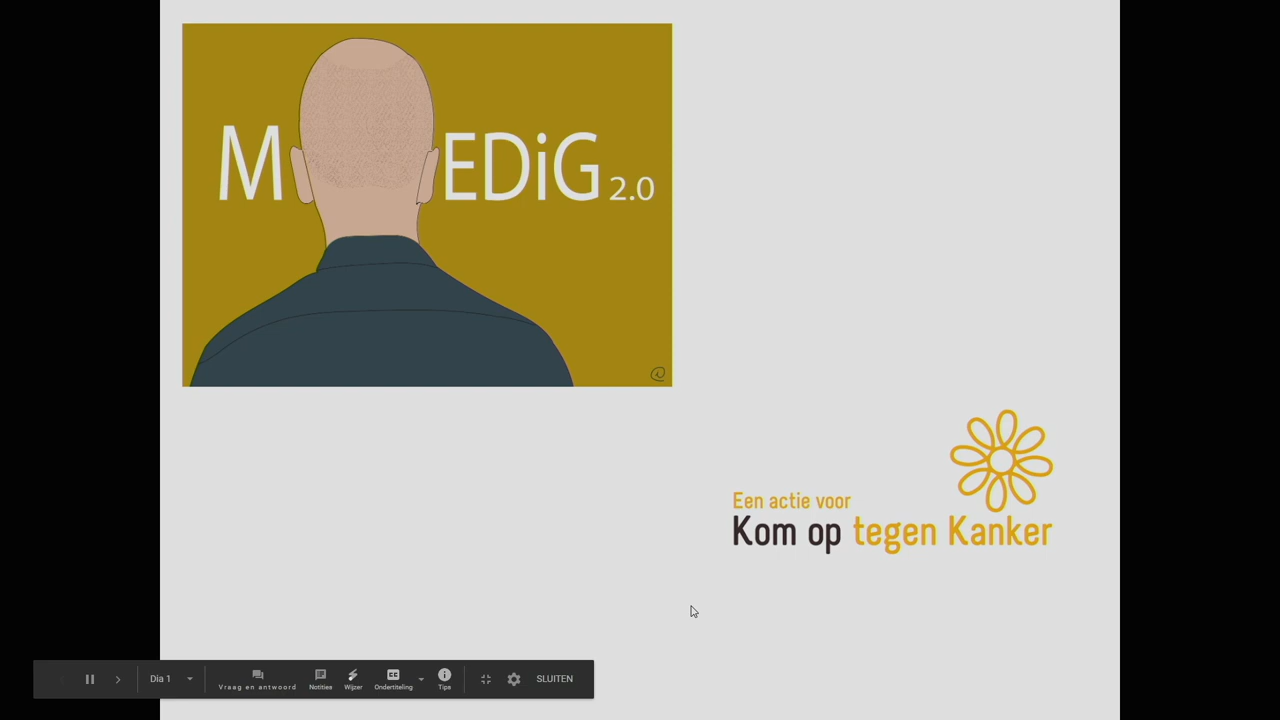 M EDiG 2.0
Een actie voor
Kom op tegen Kanker
Dia 1
Vraag en antwoord
Notities
Wijzer
Ondertiteling
Tips
SLUITEN